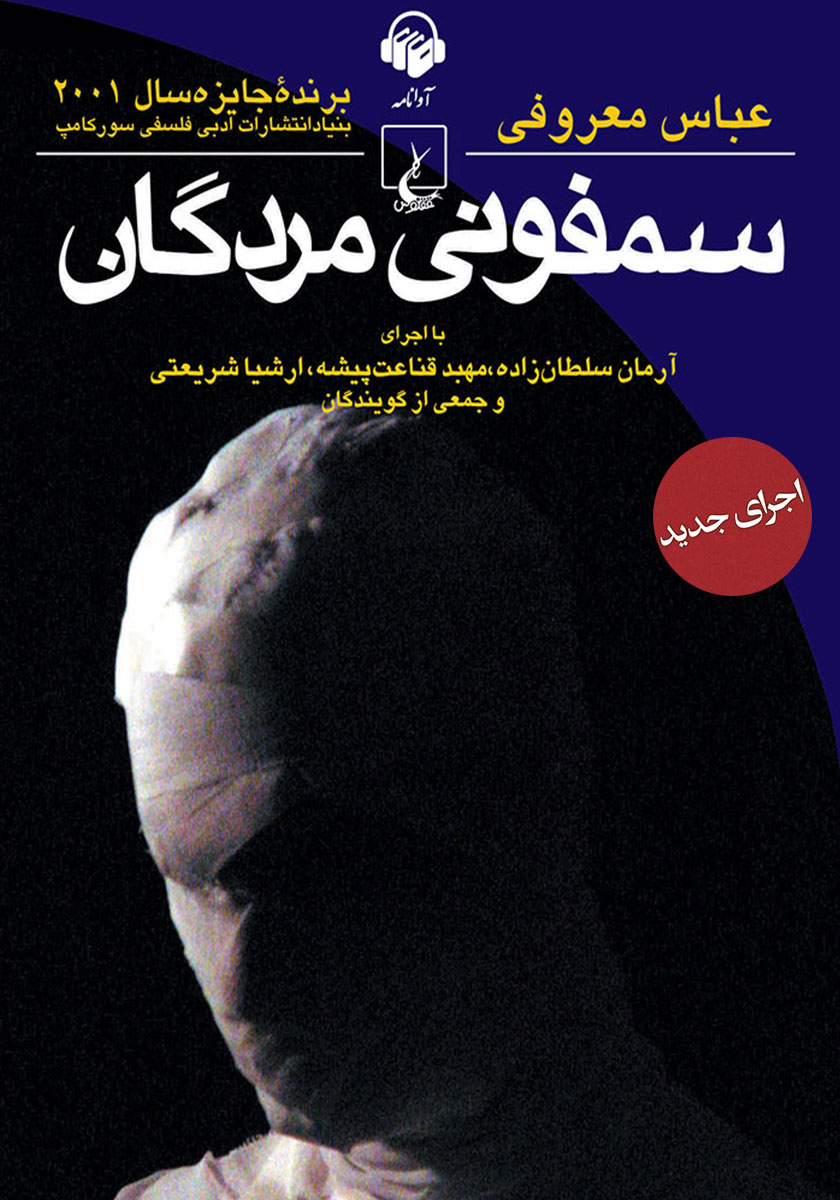 آوانامه
عباس معروفی
برندهٔ جایزه سال ۲۰۰۱
بنیاد انتشارات ادبی فلسفی سورکامپ
ققنوس
سمفونی مردگان
با اجرای
آرمان سلطان‌زاده، مهبد قناعت‌پیشه، ارشیا شریعتی
و جمعی از گویندگان
اجرای جدید